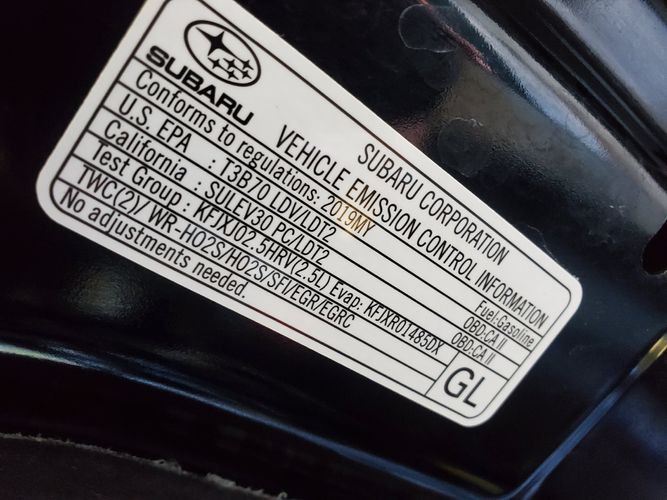 SUBARU
SUBARU CORPORATION
VEHICLE EMISSION CONTROL INFORMATION
Conforms to regulations: 2019MY Fuel:Gasoline
U.S. EPA : T3B70 LDV/LDT2 OBD:CA II
California : SULEV30 PC/LDT2 OBD:CA II
Test Group : KFJXJ02.5HRV(2.5L) Evap: KFJXR01485DX
TWC(2)/WR-HO2S/HO2S/SFI/EGR/EGRC
No adjustments needed.
GL